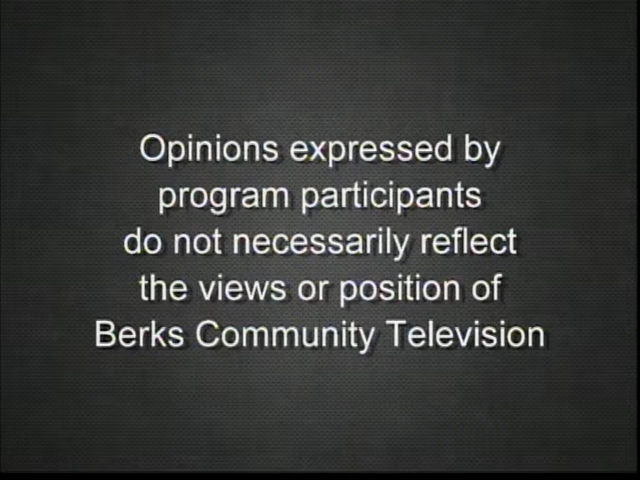 Opinions expressed by
program participants
do not necessarily reflect
the views or position of
Berks Community Television